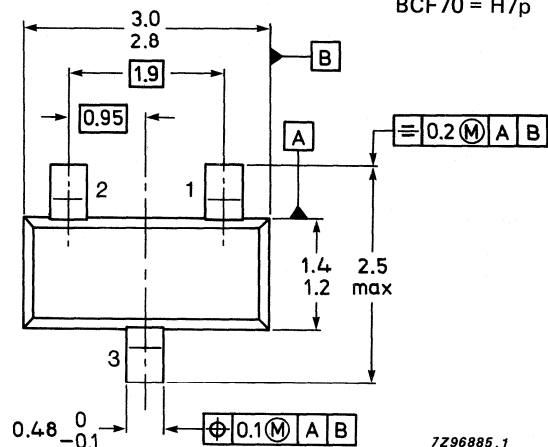 BCF70 = H7p
3.0
2.8
B
1.9
0.95
A
⌯ 0.2 Ⓜ A B
2
1
1.4
1.2
2.5
max
3
0.48 0
−0.1
⌖ 0.1 Ⓜ A B
7Z96885.1